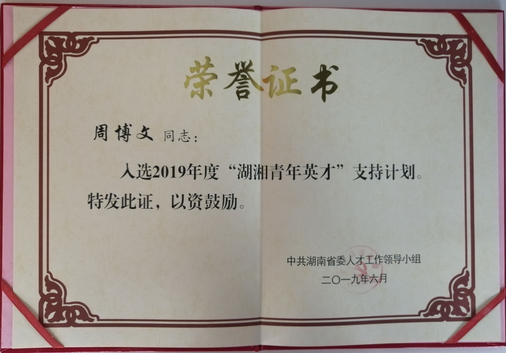 荣誉证书
周博文 同志：
入选2019年度“湖湘青年英才”支持计划。
特发此证，以资鼓励。
中共湖南省委人才工作领导小组
二〇一九年六月